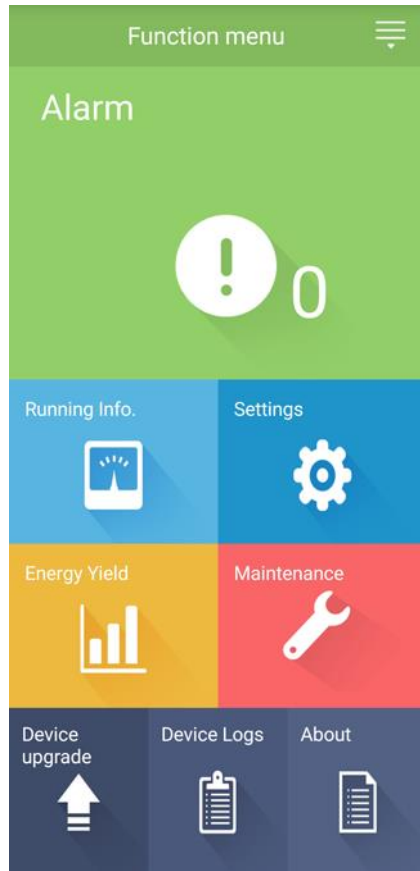 Function menu
Alarm
0
Running Info.
Settings
Energy Yield
Maintenance
Device
upgrade
Device Logs
About